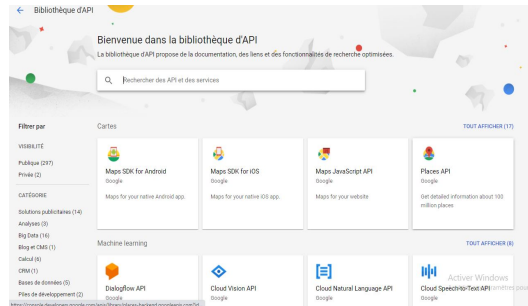 Bibliothèque d'API
Bienvenue dans la bibliothèque d'API
La bibliothèque d'API propose de la documentation, des liens et des fonctionnalités de recherche optimisées.
Rechercher des API et des services
Filtrer par
VISIBILITÉ
Publique (297)
Privée (2)
CATÉGORIE
Solutions publicitaires (14)
Analyses (3)
Big Data (16)
Blog et CMS (1)
Calcul (6)
CRM (1)
Bases de données (5)
Piles de développement (2)
Cartes
TOUT AFFICHER (17)
Maps SDK for Android
Google
Maps for your native Android app.
Maps SDK for iOS
Google
Maps for your native iOS app.
Maps JavaScript API
Google
Maps for your website
Places API
Google
Get detailed information about 100
million places
Machine learning
TOUT AFFICHER (8)
Dialogflow API
Google
Cloud Vision API
Google
Cloud Natural Language API
Google
Cloud Speech-to-Text API
Google
Activer Windows